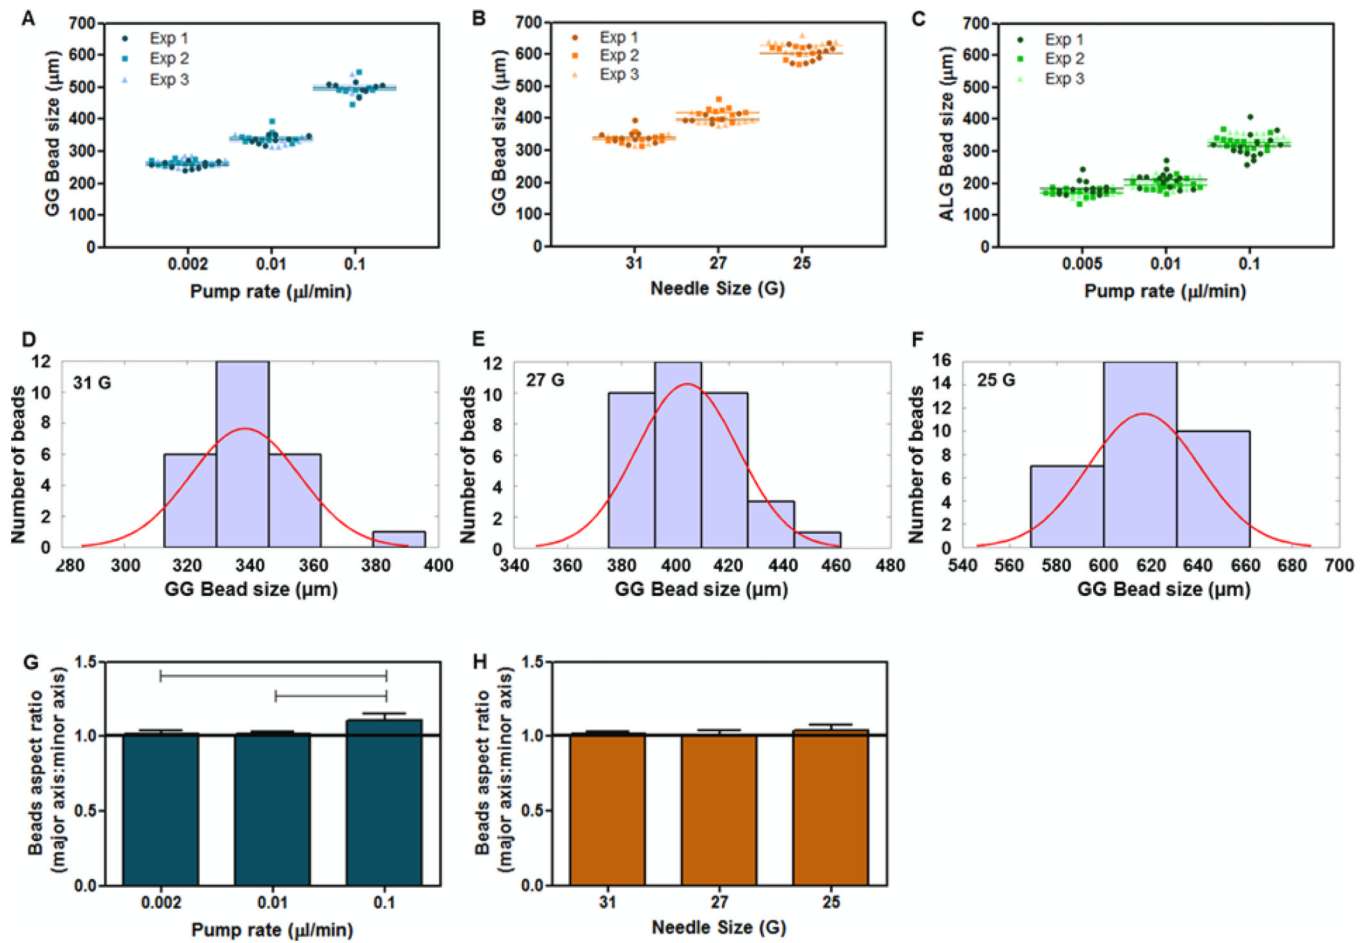 A
700
600
500
400
300
200
100
0
GG Bead size (μm)
Exp 1
Exp 2
Exp 3
0.002 0.01 0.1
Pump rate (μl/min)
B
700
600
500
400
300
200
100
0
GG Bead size (μm)
Exp 1
Exp 2
Exp 3
31 27 25
Needle Size (G)
C
700
600
500
400
300
200
100
0
ALG Bead size (μm)
Exp 1
Exp 2
Exp 3
0.005 0.01 0.1
Pump rate (μl/min)
D
12
10
8
6
4
2
0
Number of beads
31 G
280 300 320 340 360 380 400
GG Bead size (μm)
E
12
10
8
6
4
2
0
Number of beads
27 G
340 360 380 400 420 440 460 480
GG Bead size (μm)
F
16
14
12
10
8
6
4
2
0
Number of beads
25 G
540 560 580 600 620 640 660 680 700
GG Bead size (μm)
G
1.5
1.0
0.5
0.0
Beads aspect ratio
(major axis:minor axis)
0.002 0.01 0.1
Pump rate (μl/min)
H
1.5
1.0
0.5
0.0
Beads aspect ratio
(major axis:minor axis)
31 27 25
Needle Size (G)